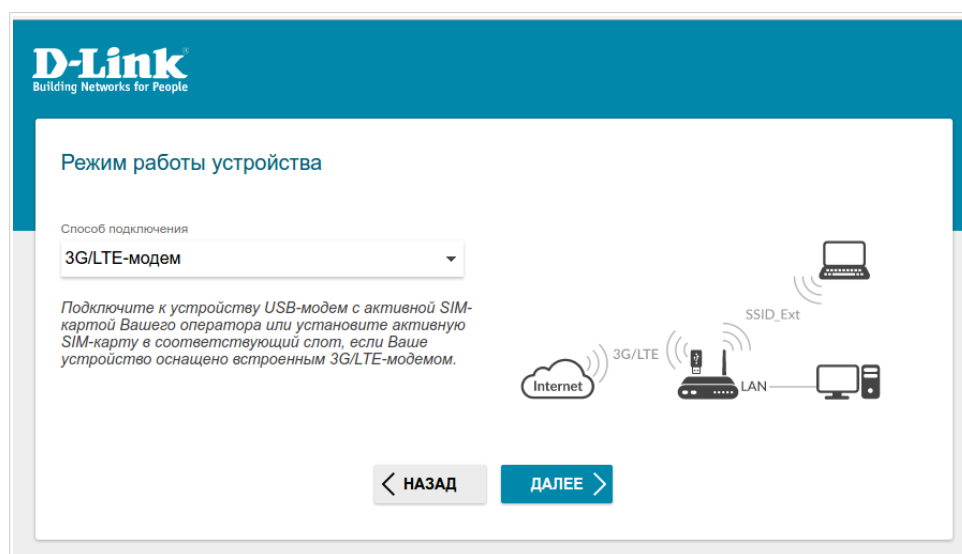 D-Link
Building Networks for People
Режим работы устройства
Способ подключения
3G/LTE-модем
Подключите к устройству USB-модем с активной SIM-
картой Вашего оператора или установите активную
SIM-карту в соответствующий слот, если Ваше
устройство оснащено встроенным 3G/LTE-модемом.
SSID_Ext
3G/LTE
Internet
LAN
НАЗАД
ДАЛЕЕ